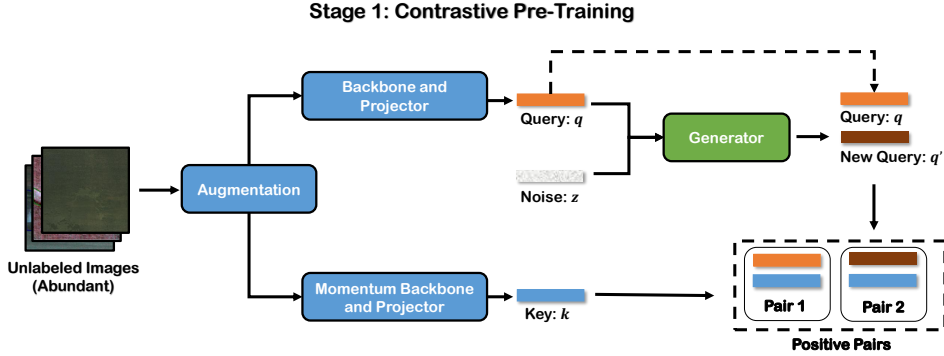 Stage 1: Contrastive Pre-Training
Backbone and
Projector
Query: q
Generator
Query: q
New Query: q'
Augmentation
Noise: z
Unlabeled Images
(Abundant)
Momentum Backbone
and Projector
Key: k
Pair 1
Pair 2
Positive Pairs